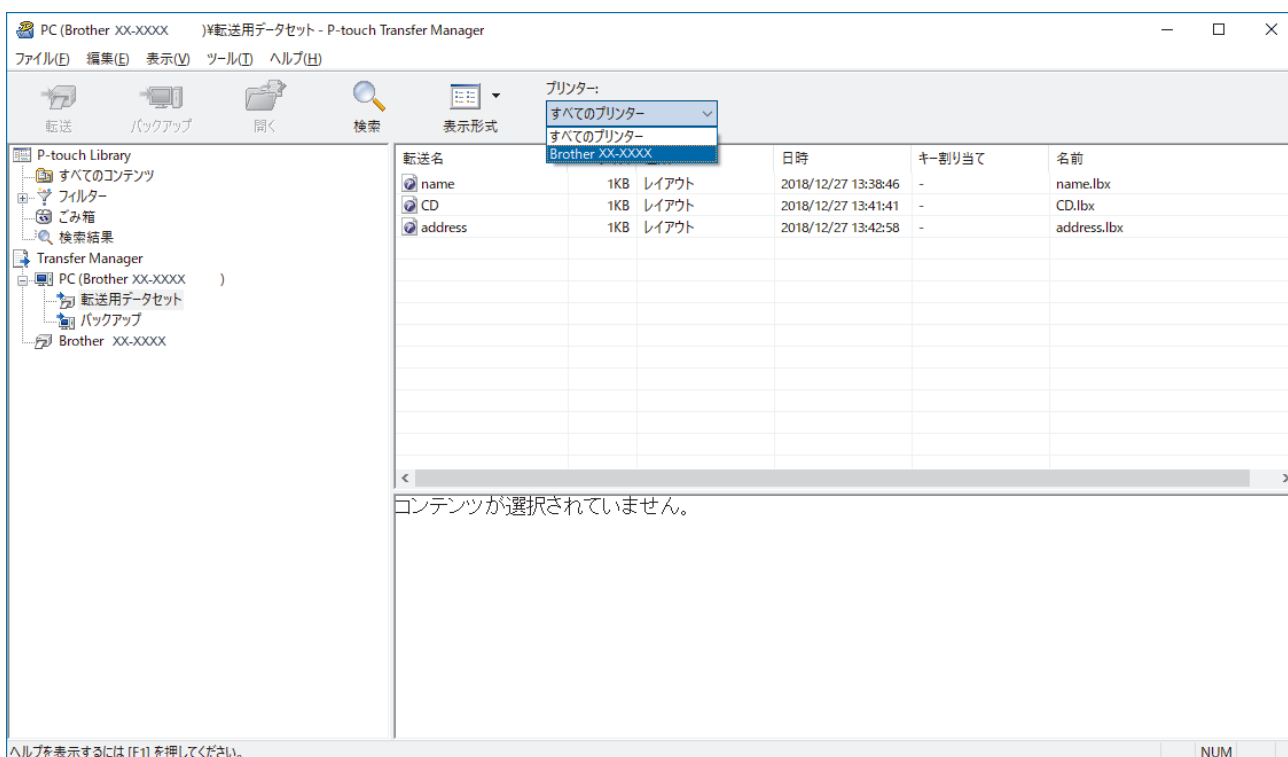 PC (Brother XX-XXXX )¥転送用データセット - P-touch Transfer Manager
ファイル(F) 編集(E) 表示(V) ツール(T) ヘルプ(H)
転送 バックアップ 開く 検索 表示形式
プリンター:
すべてのプリンター
すべてのプリンター
Brother XX-XXXX
P-touch Library
すべてのコンテンツ
フィルター
ごみ箱
検索結果
Transfer Manager
PC (Brother XX-XXXX )
転送用データセット
バックアップ
Brother XX-XXXX
転送名 日時 キー割り当て 名前
name 1KB レイアウト 2018/12/27 13:38:46 - name.lbx
CD 1KB レイアウト 2018/12/27 13:41:41 - CD.lbx
address 1KB レイアウト 2018/12/27 13:42:58 - address.lbx
コンテンツが選択されていません。
ヘルプを表示するには [F1] を押してください。 NUM